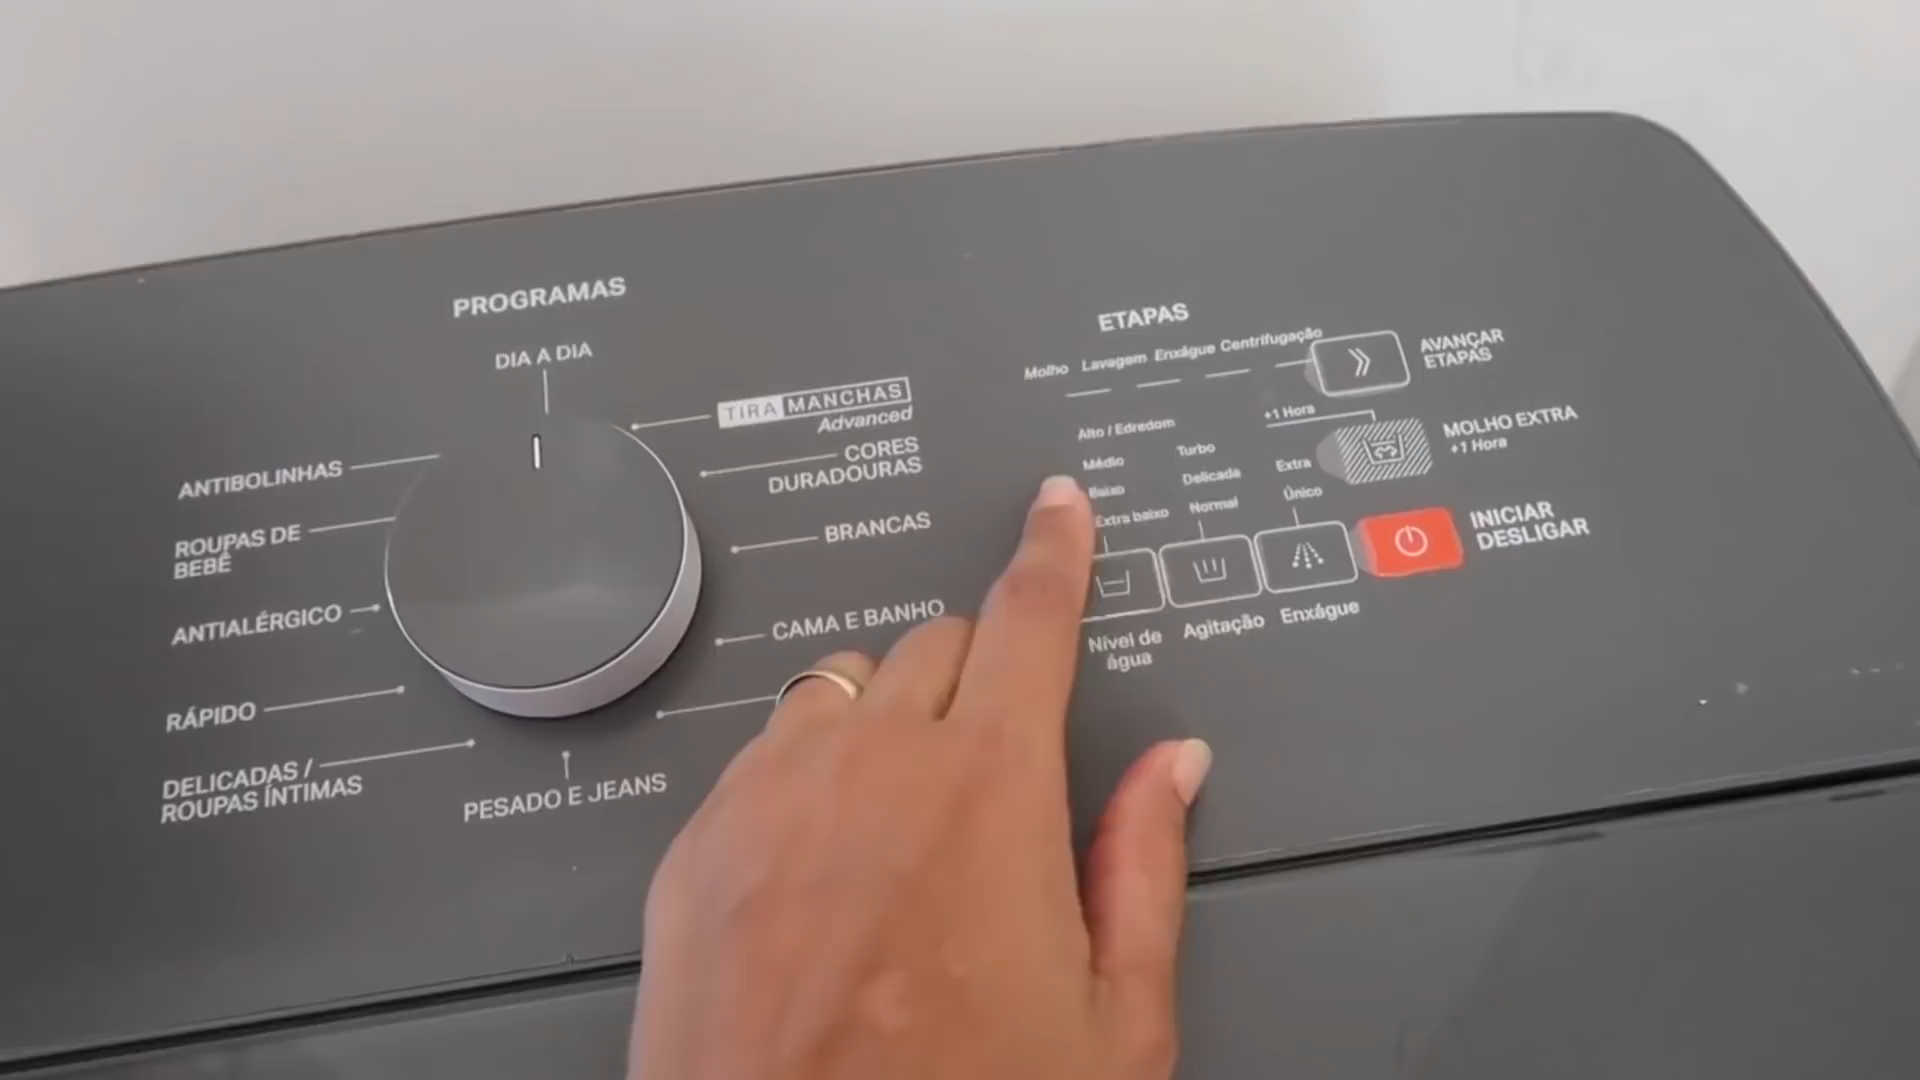 PROGRAMAS
DIA A DIA
TIRA MANCHAS
Advanced
CORES
DURADOURAS
BRANCAS
CAMA E BANHO
PESADO E JEANS
DELICADAS /
ROUPAS ÍNTIMAS
RÁPIDO
ANTIALÉRGICO
ROUPAS DE
BEBÊ
ANTIBOLINHAS
ETAPAS
Molho Lavagem Enxágue Centrifugação
AVANÇAR
ETAPAS
+1 Hora
MOLHO EXTRA
+1 Hora
Alto / Edredom
Médio
Baixo
Extra baixo
Nível de
água
Turbo
Delicada
Normal
Agitação
Extra
Único
Enxágue
INICIAR
DESLIGAR